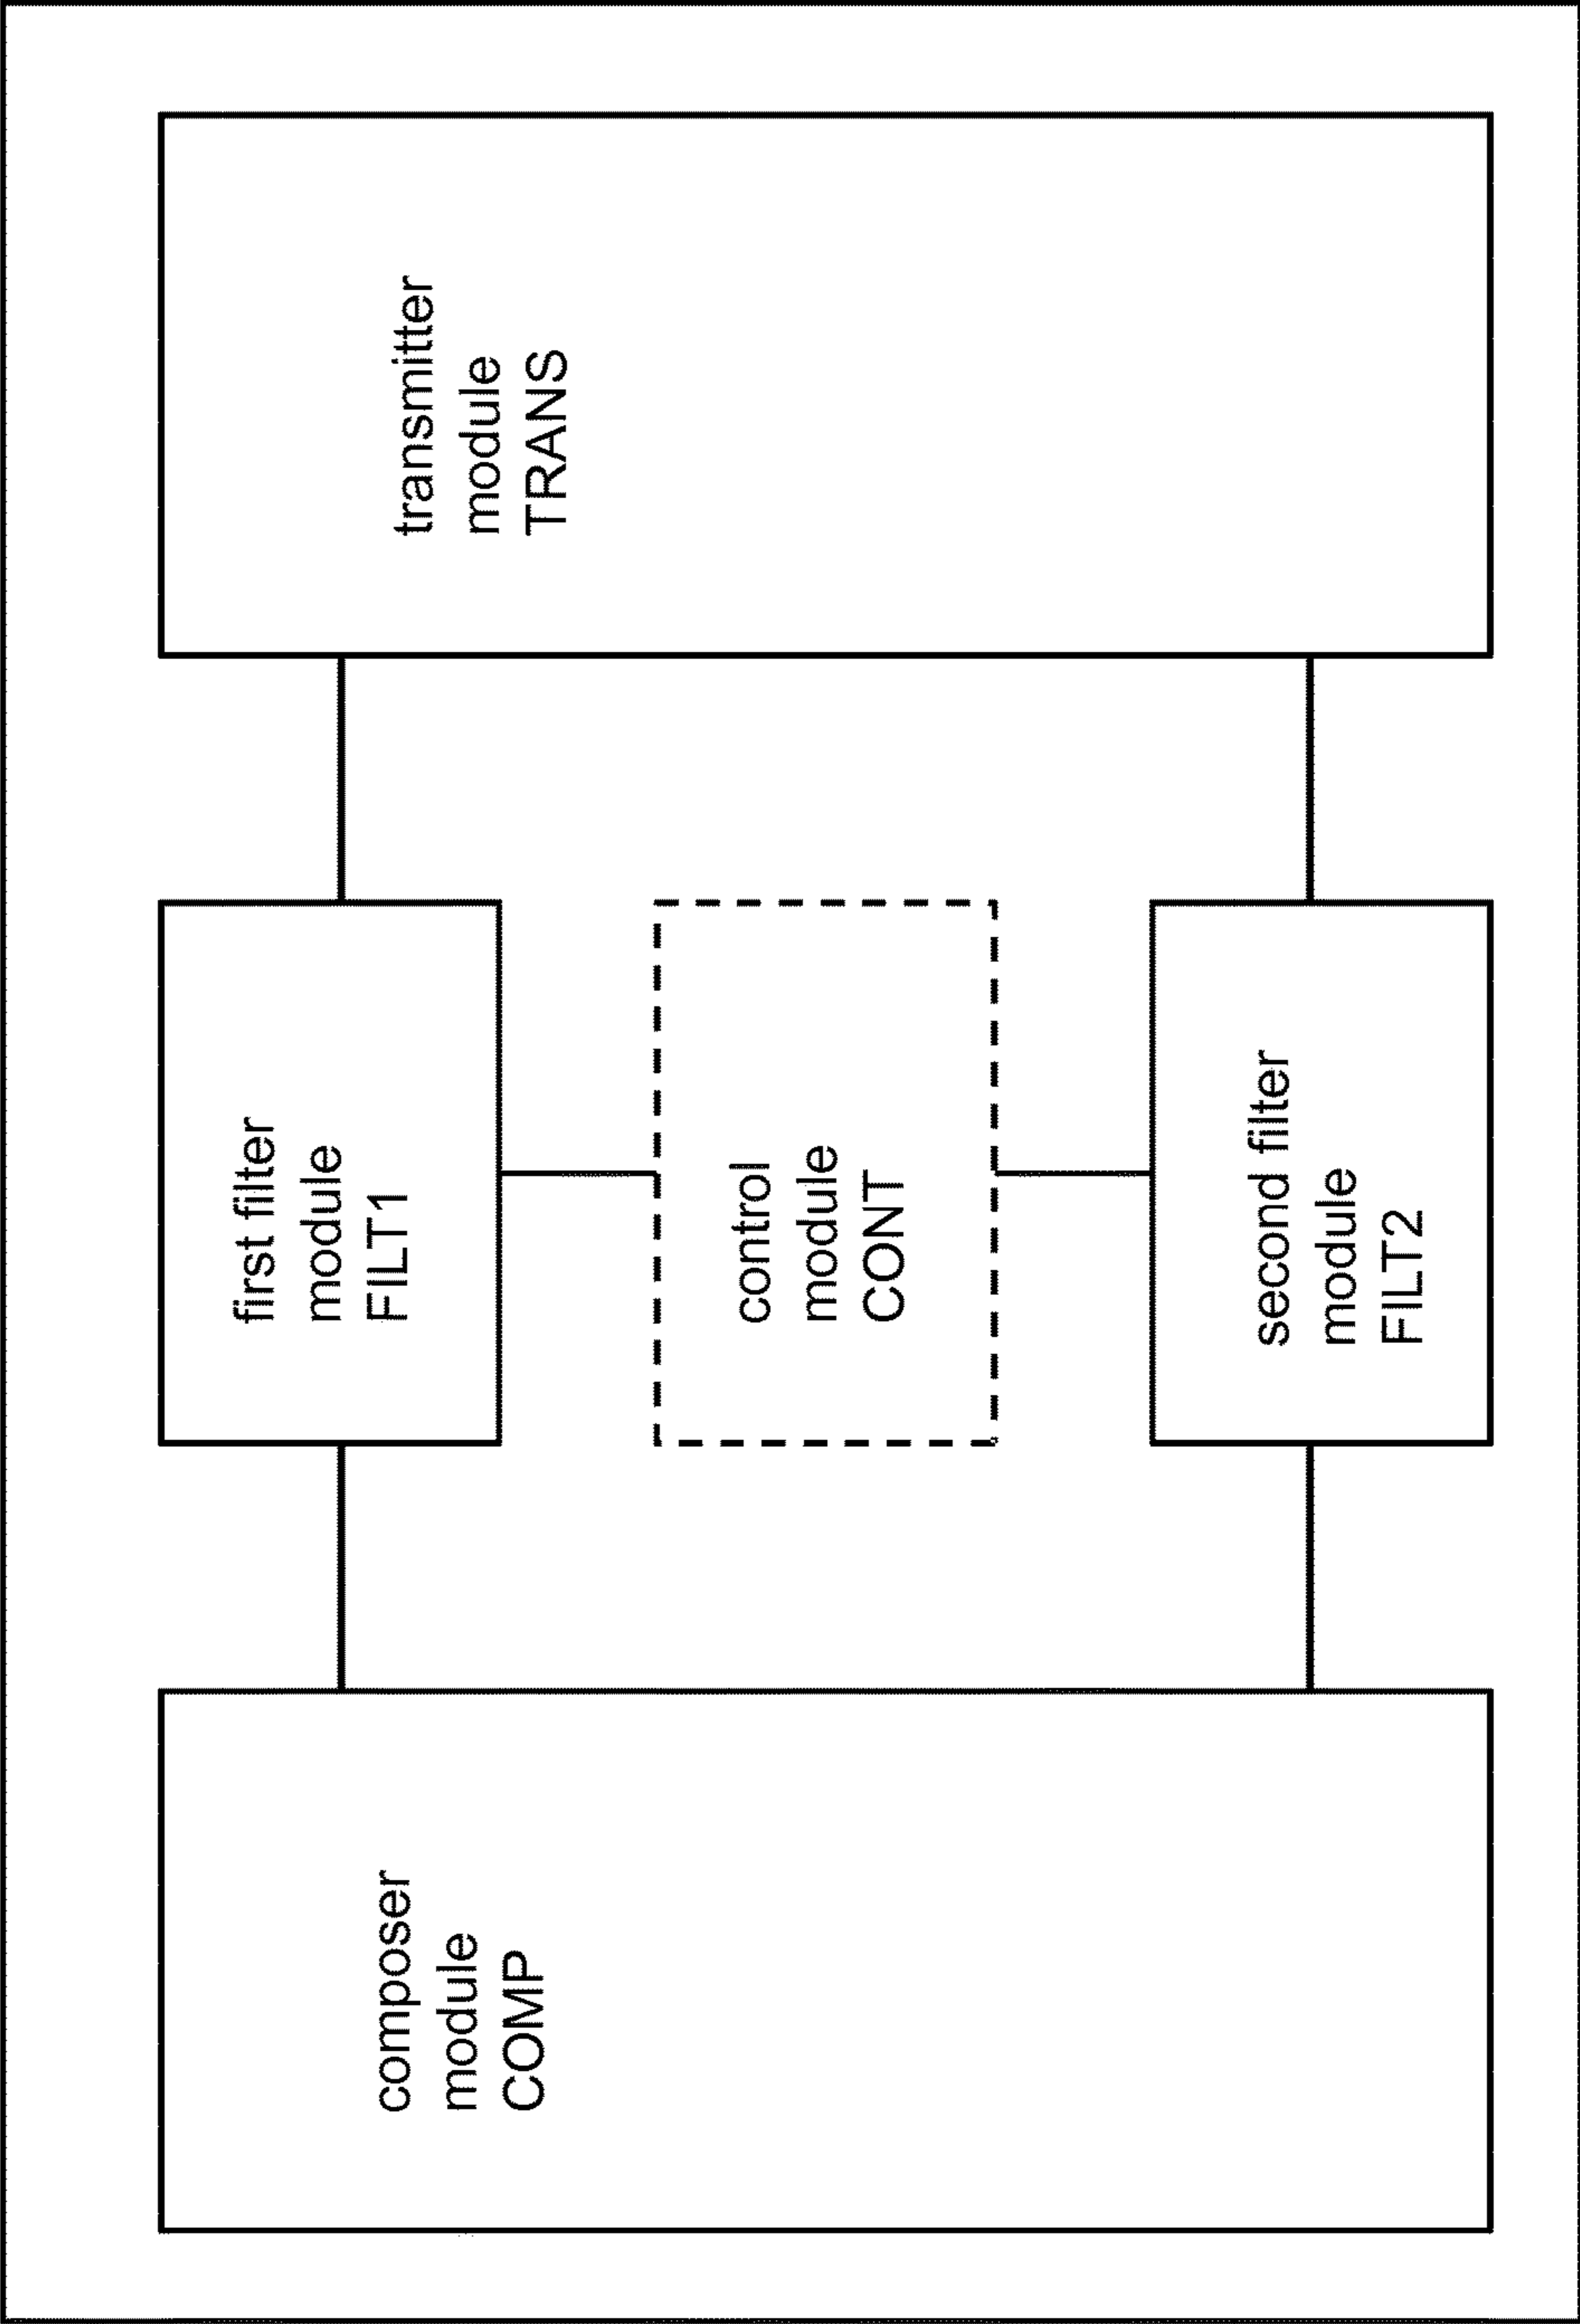 composer
module
COMP
first filter
module
FILT1
control
module
CONT
second filter
module
FILT2
transmitter
module
TRANS